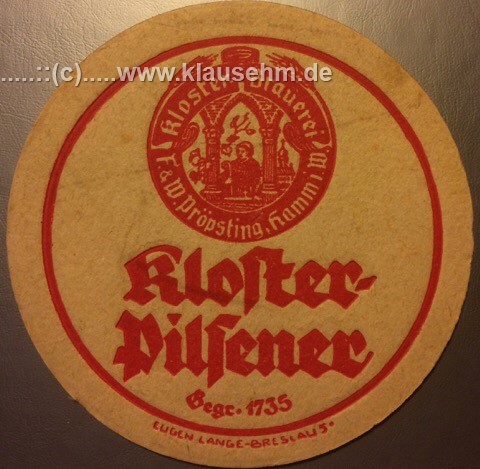 ......::(c).....www.klausehm.de
Kloster-Brauerei
F.&W. Pröpsting, Hamm i.W.
Kloster-
Pilsener
Gegr. 1735
EUGEN LANGE-BRESLAU 5.